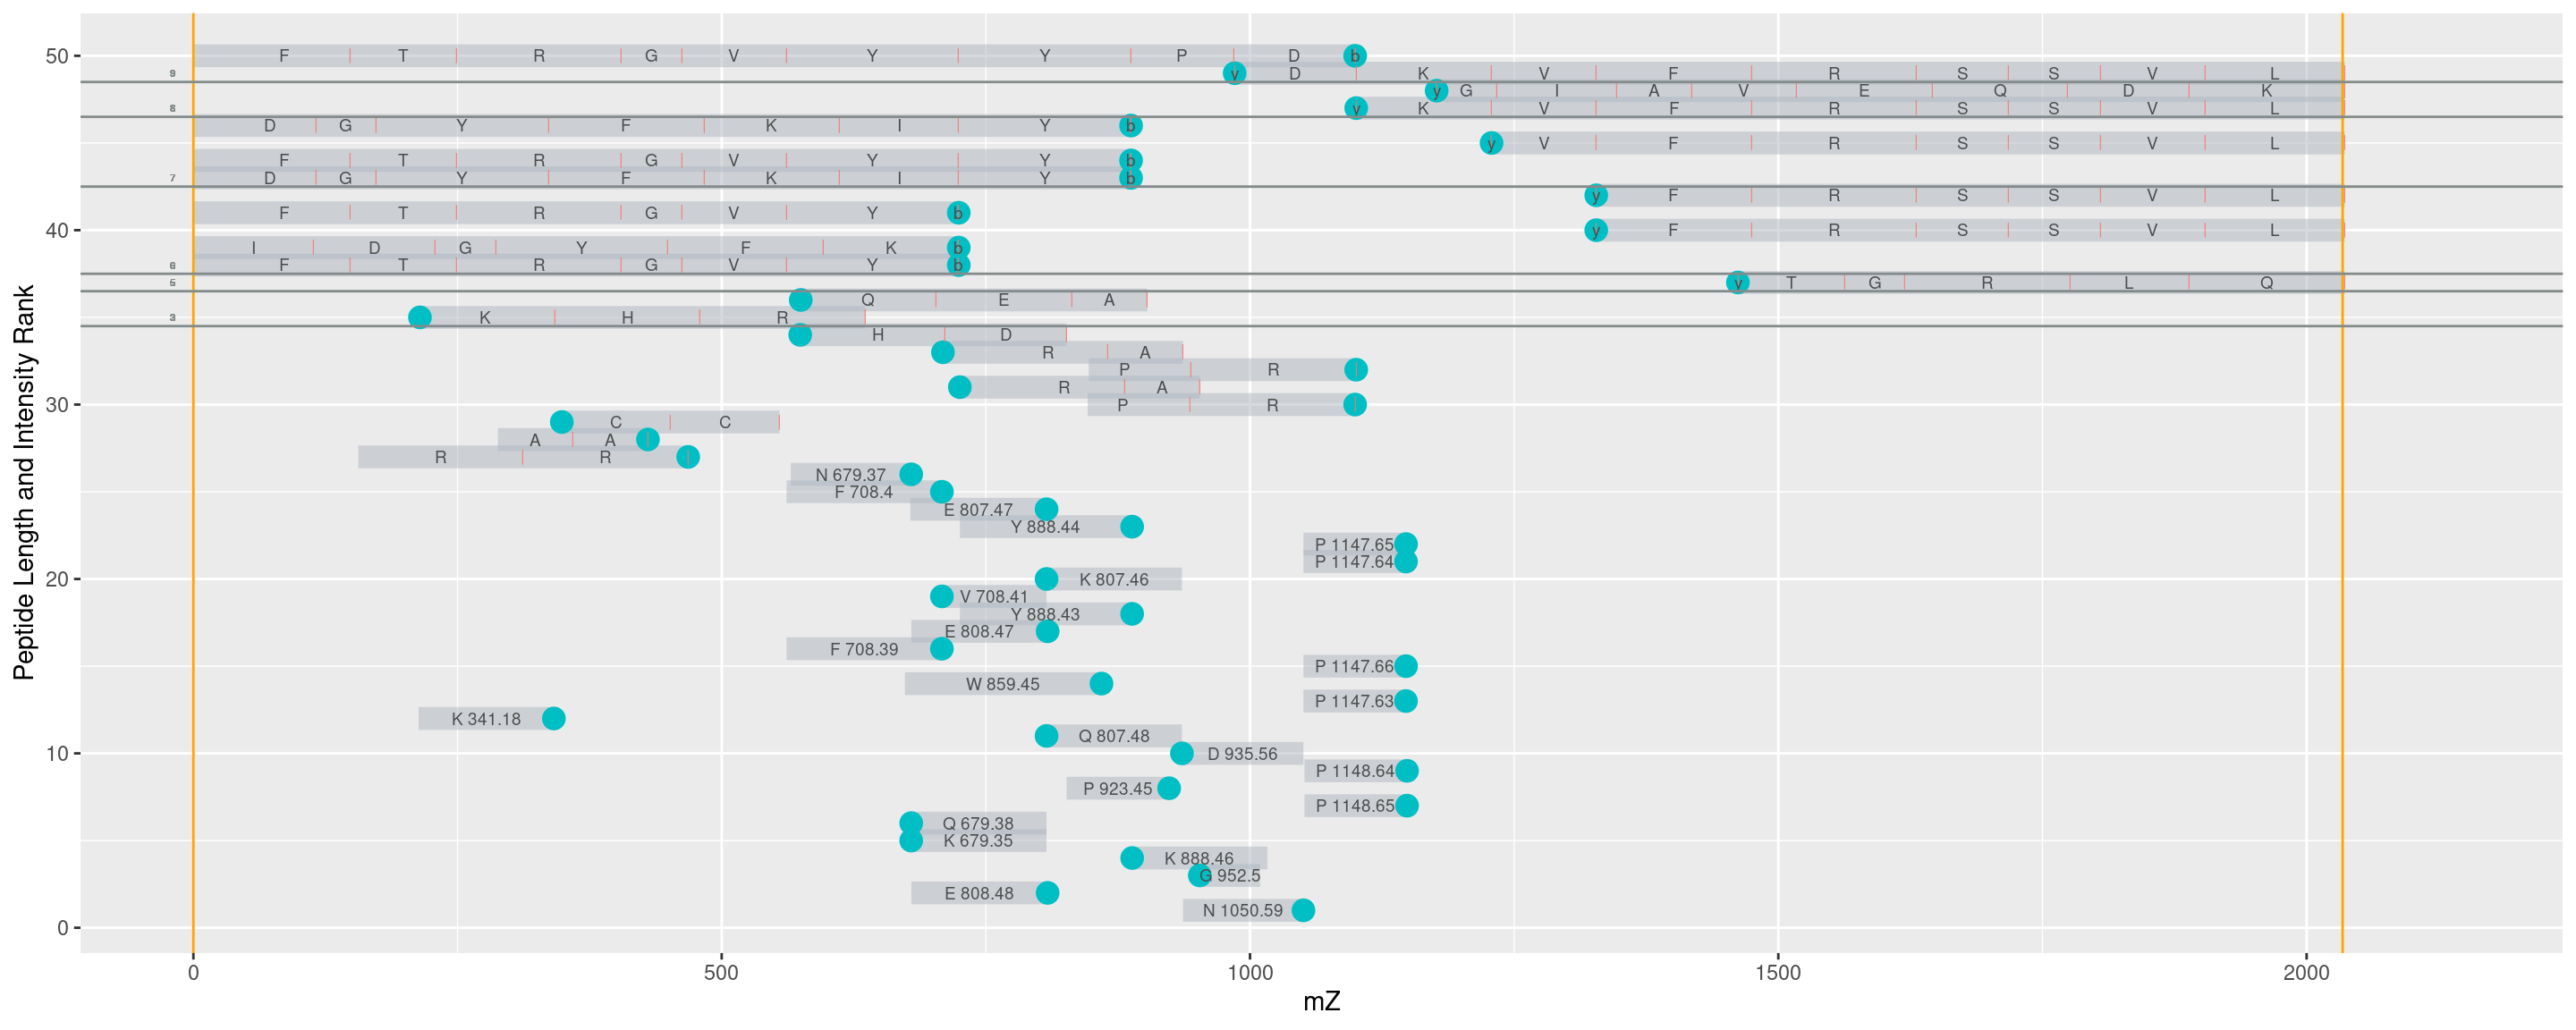 50 F T R G V Y Y P D b
9 y D K V F R S S V L
y G I A V E Q D K
8 y K V F R S S V L
D G Y F K I Y b
y V F R S S V L
F T R G V Y Y b
7 D G Y F K I Y b
y F R S S V L
F T R G V Y b
40 y F R S S V L
I D G Y F K b
6 F T R G V Y b
5 y T G R L Q
Q E A
3 K H R
H D
R A
P R
R A
30 P R
C C
A A
R R
N 679.37
F 708.4
E 807.47
Y 888.44
P 1147.65
P 1147.64
20 K 807.46
V 708.41
Y 888.43
E 808.47
F 708.39
P 1147.66
W 859.45
P 1147.63
K 341.18
Q 807.48
10 D 935.56
P 1148.64
P 923.45
P 1148.65
Q 679.38
K 679.35
K 888.46
G 952.5
E 808.48
N 1050.59
0
0 500 1000 1500 2000
mZ
Peptide Length and Intensity Rank